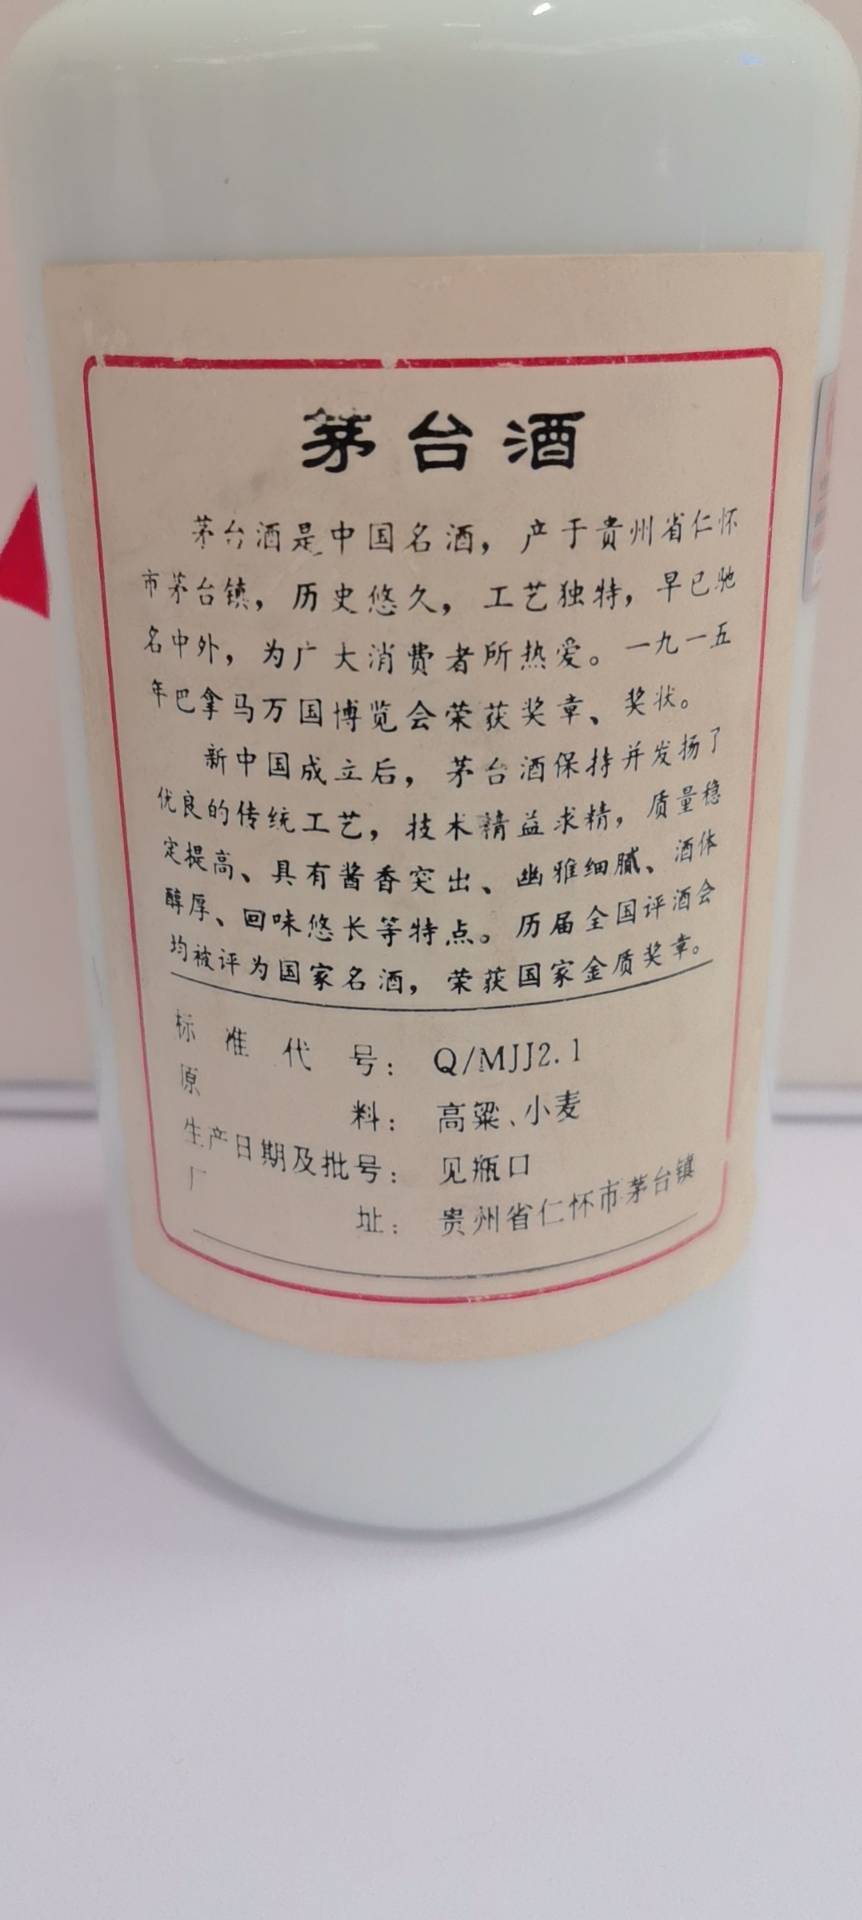 茅台酒
茅台酒是中国名酒，产于贵州省仁怀
市茅台镇，历史悠久，工艺独特，早已驰
名中外，为广大消费者所热爱。一九一五
年巴拿马万国博览会荣获奖章、奖状。
新中国成立后，茅台酒保持并发扬了
优良的传统工艺，技术精益求精，质量稳
定提高、具有酱香突出、幽雅细腻、酒体
醇厚、回味悠长等特点。历届全国评酒会
均被评为国家名酒，荣获国家金质奖章。
标准代号：Q/MJJ2.1
原料：高粱、小麦
生产日期及批号：见瓶口
厂址：贵州省仁怀市茅台镇